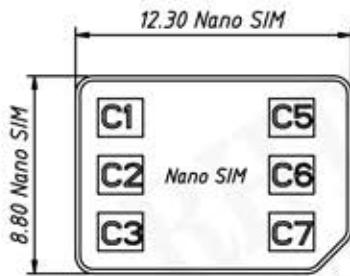 12.30 Nano SIM
8.80 Nano SIM
C1 C5
C2 Nano SIM C6
C3 C7